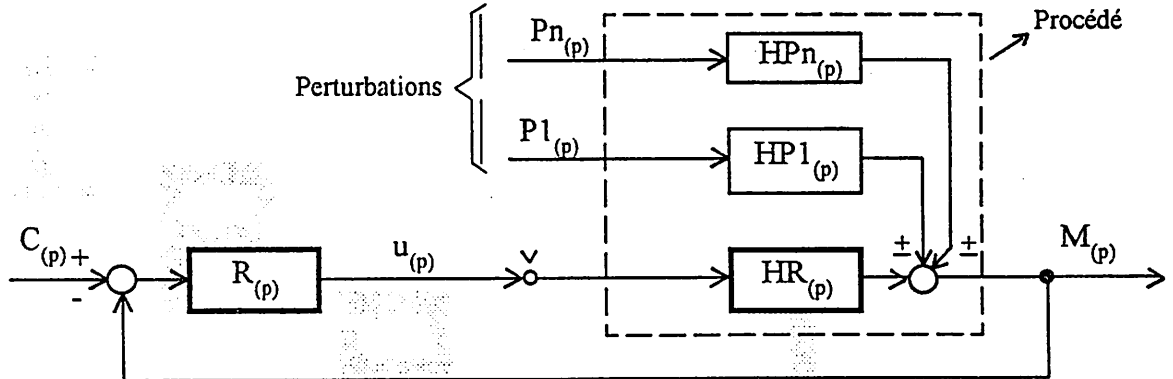 Pn(p)
HPn(p)
Procédé
Perturbations
P1(p)
HP1(p)
C(p) +
-
R(p)
u(p)
v
HR(p)
± ±
M(p)